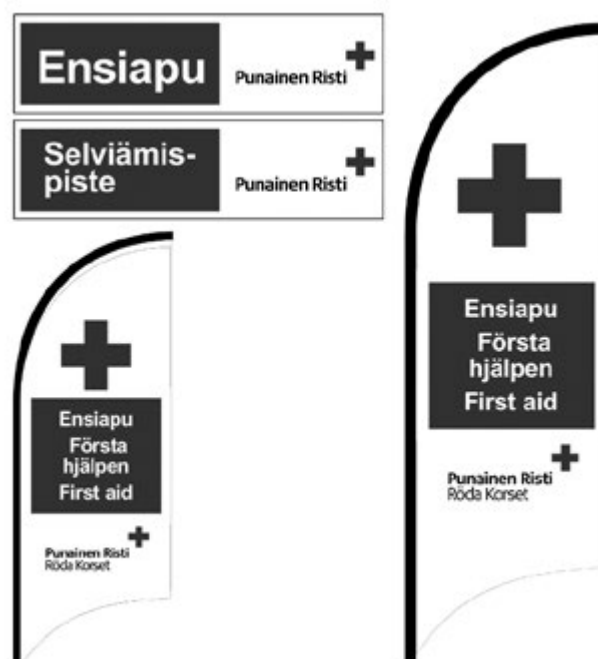 Ensiapu
Punainen Risti
Selviämis-
piste
Punainen Risti
Ensiapu
Första
hjälpen
First aid
Punainen Risti
Röda Korset
Ensiapu
Första
hjälpen
First aid
Punainen Risti
Röda Korset